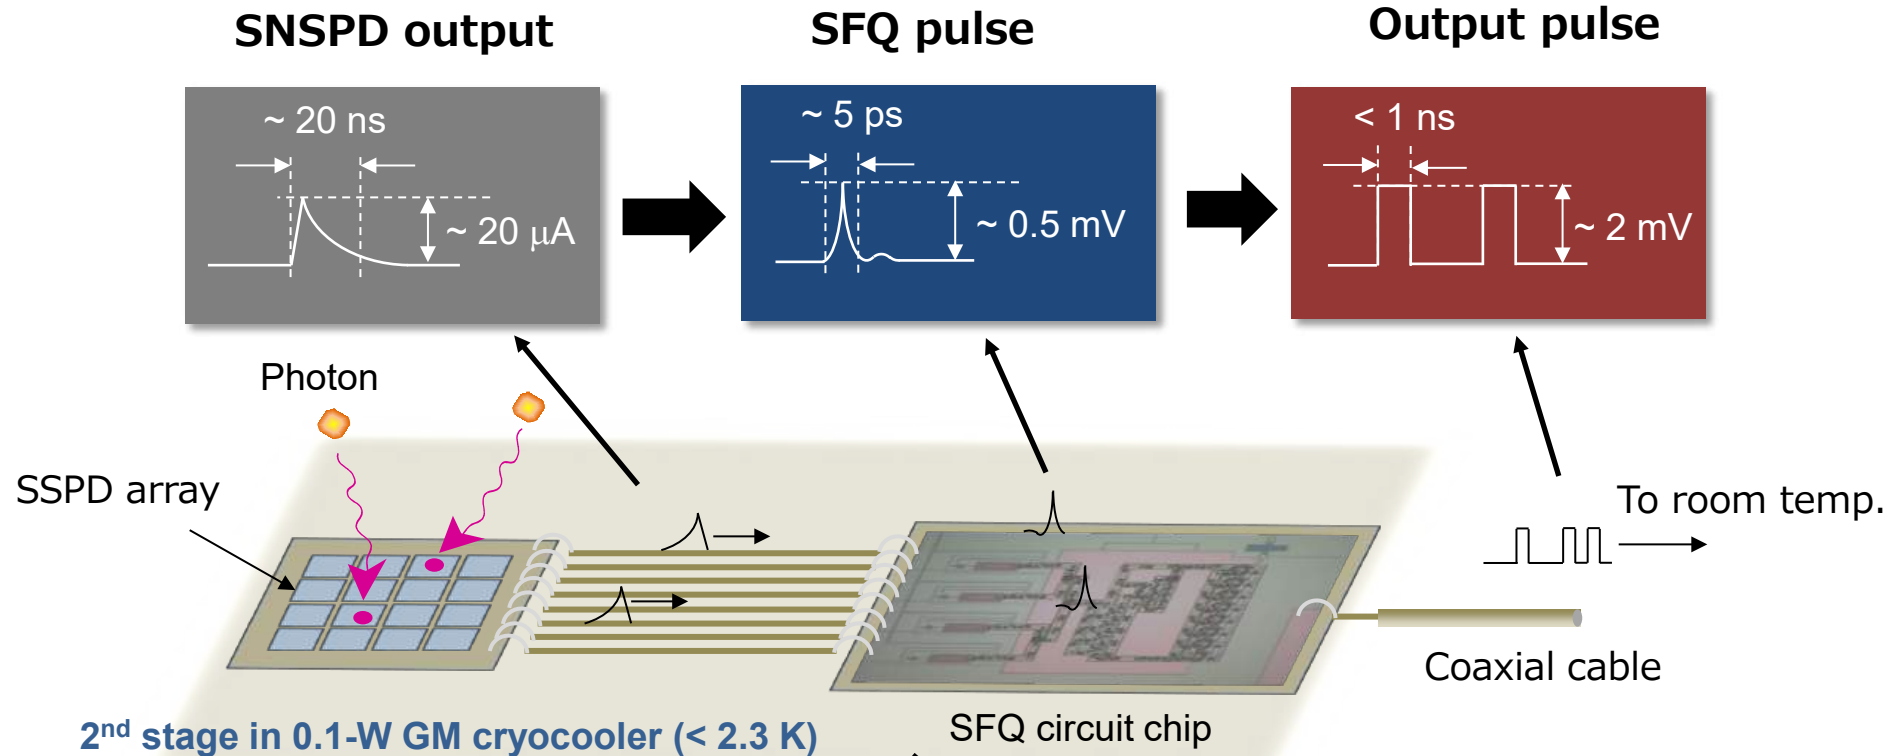 SNSPD output
SFQ pulse
Output pulse
~ 20 ns
~ 20 μA
~ 5 ps
~ 0.5 mV
< 1 ns
~ 2 mV
Photon
SSPD array
To room temp.
Coaxial cable
SFQ circuit chip
2nd stage in 0.1-W GM cryocooler (< 2.3 K)